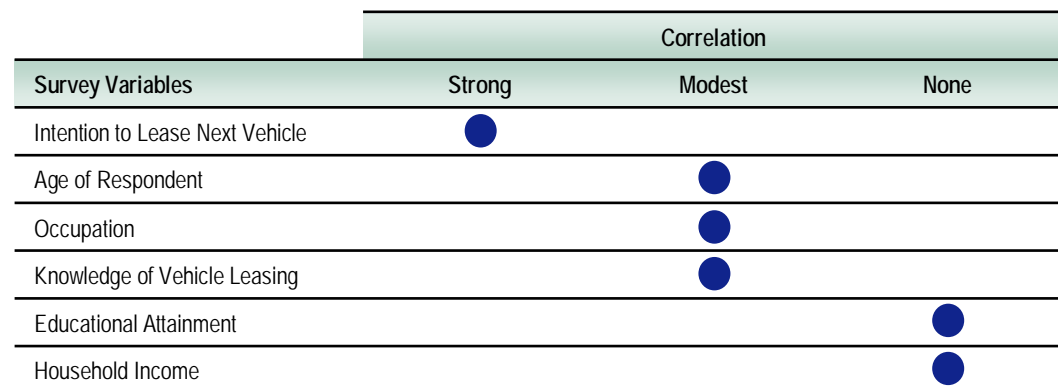 Correlation
Survey Variables Strong Modest None
Intention to Lease Next Vehicle
Age of Respondent
Occupation
Knowledge of Vehicle Leasing
Educational Attainment
Household Income